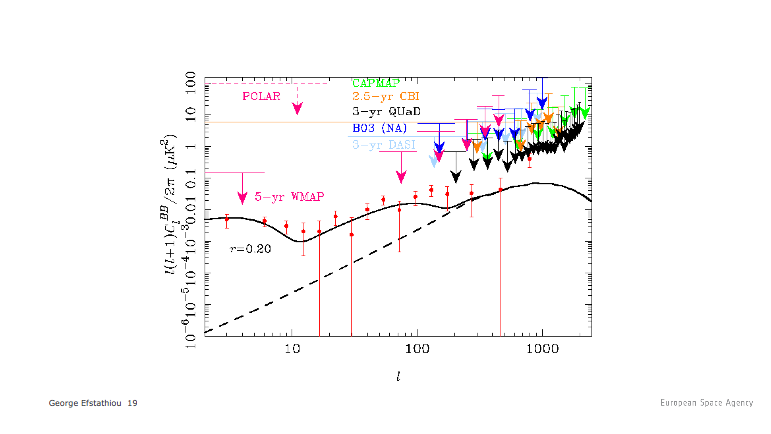 CAPMAP
POLAR
2.5−yr CBI
3−yr QUaD
B03 (NA)
3−yr DASI
5−yr WMAP
r=0.20
l(l+1)C_l^{BB}/2π (μK²)
100
10
1
0.1
0.01
10⁻³
10⁻⁴
10⁻⁵
10⁻⁶
10 100 1000
l
George Efstathiou 19
European Space Agency